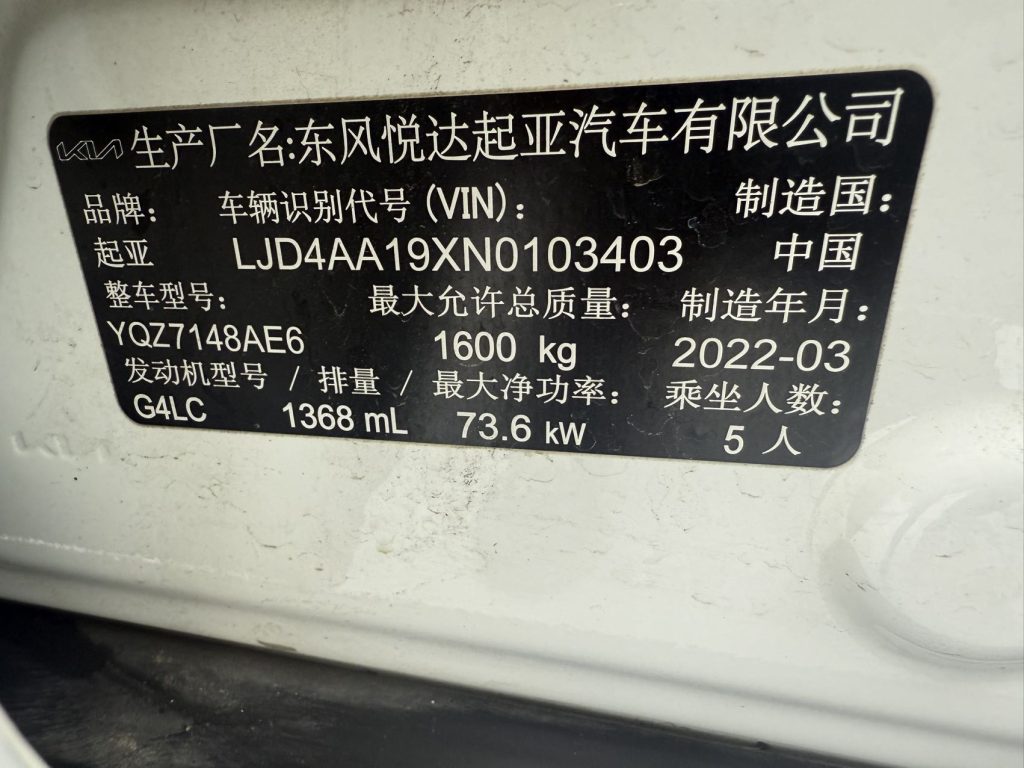 KIA 生产厂名:东风悦达起亚汽车有限公司
品牌: 车辆识别代号(VIN): 制造国:
起亚 LJD4AA19XN0103403 中国
整车型号: 最大允许总质量: 制造年月:
YQZ7148AE6 1600 kg 2022-03
发动机型号 / 排量 / 最大净功率: 乘坐人数:
G4LC 1368 mL 73.6 kW 5 人